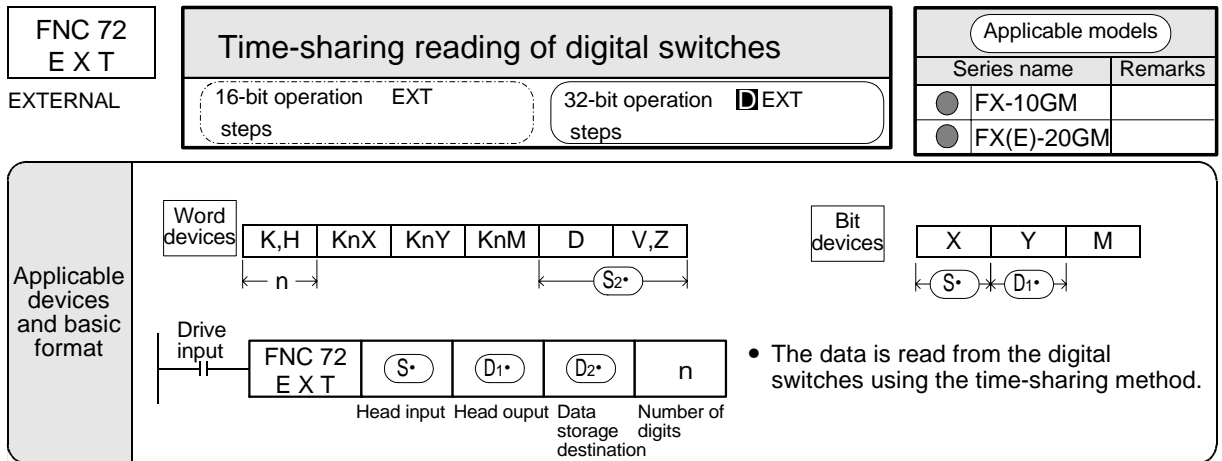 FNC 72
E X T
EXTERNAL
Time-sharing reading of digital switches
16-bit operation EXT
steps
32-bit operation D EXT
steps
Applicable models
Series name Remarks
FX-10GM
FX(E)-20GM
Applicable
devices
and basic
format
Word
devices
K,H KnX KnY KnM D V,Z
n
S2•
Bit
devices
X Y M
S• D1•
Drive
input
FNC 72
E X T
S• D1• D2• n
Head input Head ouput Data
storage
destination
Number of
digits
• The data is read from the digital
switches using the time-sharing method.